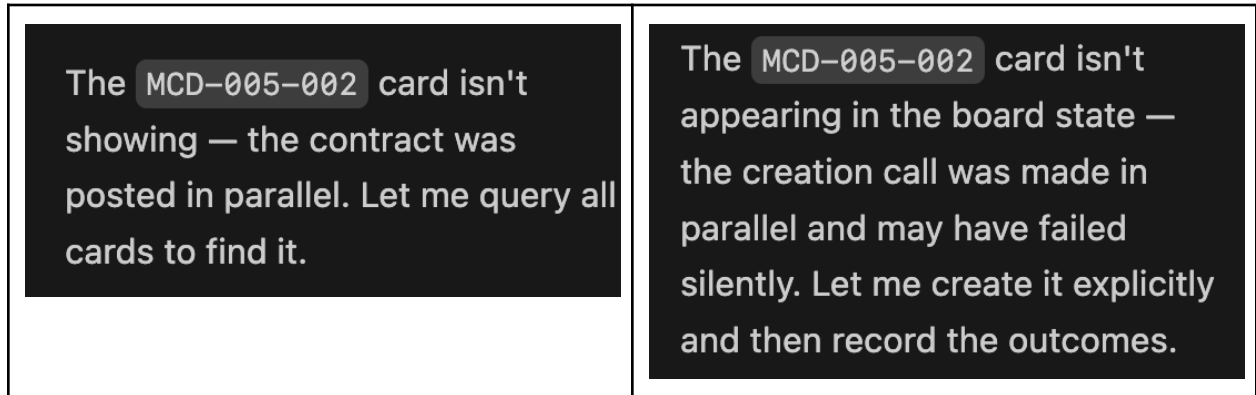 The MCD-005-002 card isn't
showing — the contract was
posted in parallel. Let me query all
cards to find it.
The MCD-005-002 card isn't
appearing in the board state —
the creation call was made in
parallel and may have failed
silently. Let me create it explicitly
and then record the outcomes.